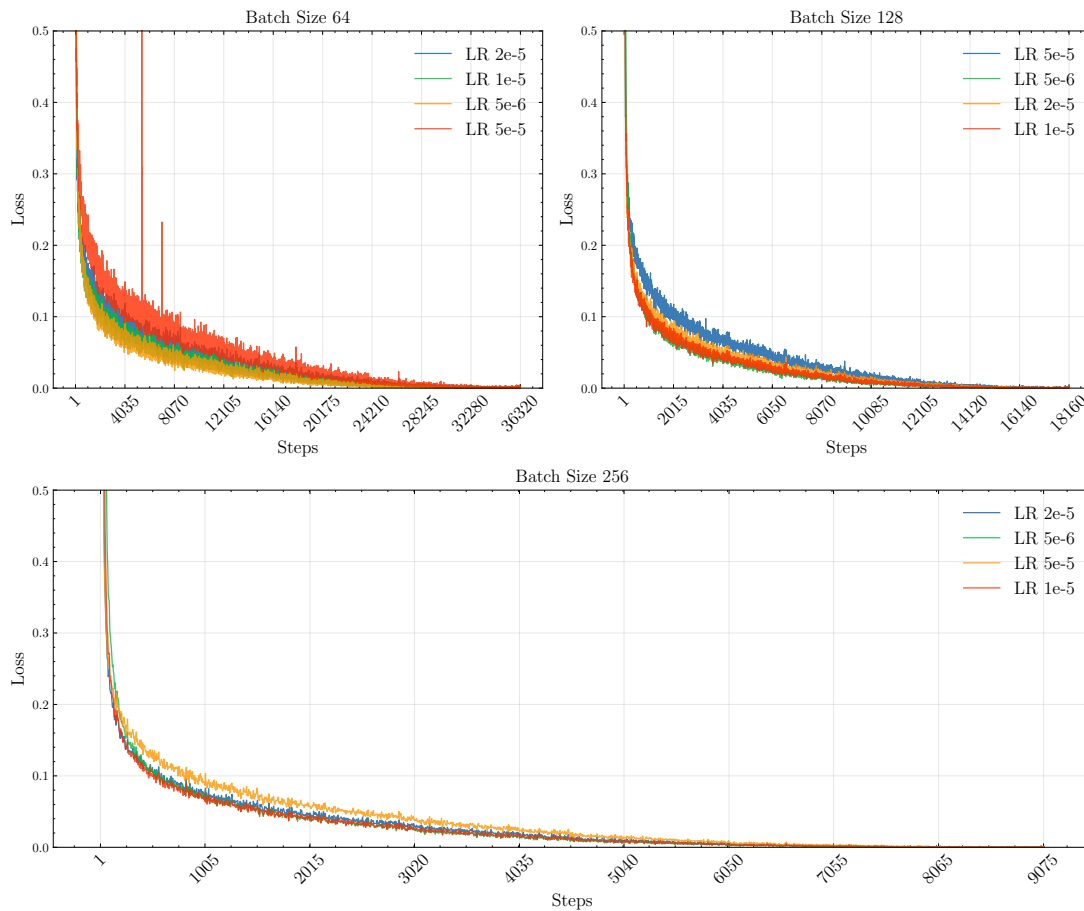 Batch Size 64
0.5
0.4
0.3
0.2
0.1
0.0
Loss
LR 2e-5
LR 1e-5
LR 5e-6
LR 5e-5
1
4035
8070
12105
16140
20175
24210
28245
32280
36320
Steps
Batch Size 128
0.5
0.4
0.3
0.2
0.1
0.0
Loss
LR 5e-5
LR 5e-6
LR 2e-5
LR 1e-5
1
2015
4035
6050
8070
10085
12105
14120
16140
18160
Steps
Batch Size 256
0.5
0.4
0.3
0.2
0.1
0.0
Loss
LR 2e-5
LR 5e-6
LR 5e-5
LR 1e-5
1
1005
2015
3020
4035
5040
6050
7055
8065
9075
Steps